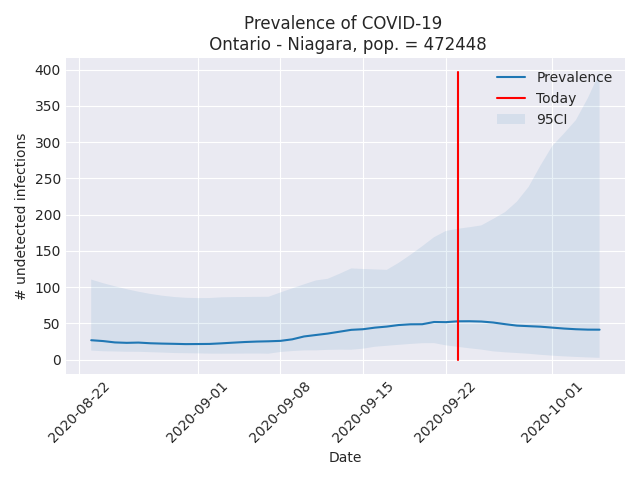 Prevalence of COVID-19
Ontario - Niagara, pop. = 472448
400
350
300
250
200
150
100
50
0
# undetected infections
Prevalence
Today
95CI
2020-08-22
2020-09-01
2020-09-08
2020-09-15
2020-09-22
2020-10-01
Date